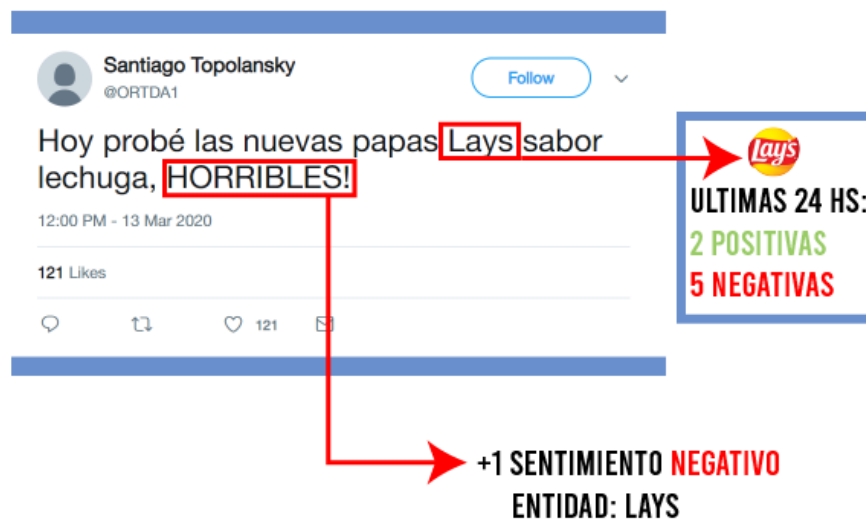 Santiago Topolansky
@ORTDA1
Follow
Hoy probé las nuevas papas Lays sabor
lechuga, HORRIBLES!
12:00 PM - 13 Mar 2020
121 Likes
121
Lay's
ULTIMAS 24 HS:
2 POSITIVAS
5 NEGATIVAS
+1 SENTIMIENTO NEGATIVO
ENTIDAD: LAYS